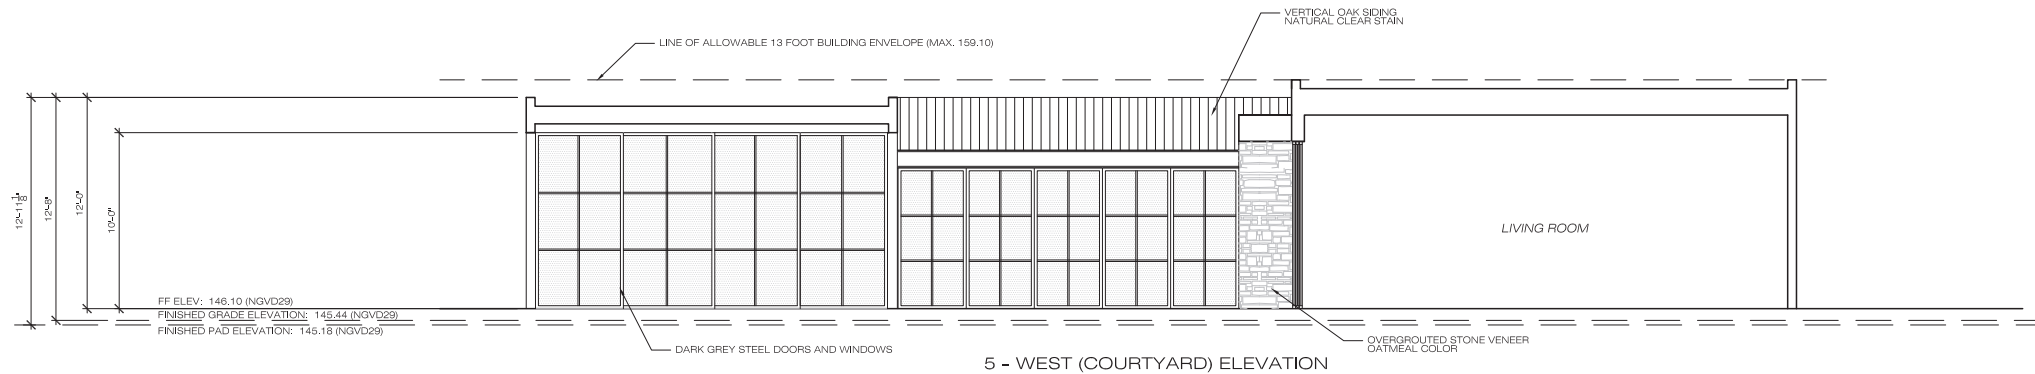 VERTICAL OAK SIDING
NATURAL CLEAR STAIN
LINE OF ALLOWABLE 13 FOOT BUILDING ENVELOPE (MAX. 159.10)
12'-11 1/8"
12'-8"
12'-0"
10'-0"
LIVING ROOM
FF ELEV: 146.10 (NGVD29)
FINISHED GRADE ELEVATION: 145.44 (NGVD29)
FINISHED PAD ELEVATION: 145.18 (NGVD29)
DARK GREY STEEL DOORS AND WINDOWS
OVERGROUTED STONE VENEER
OATMEAL COLOR
5 - WEST (COURTYARD) ELEVATION